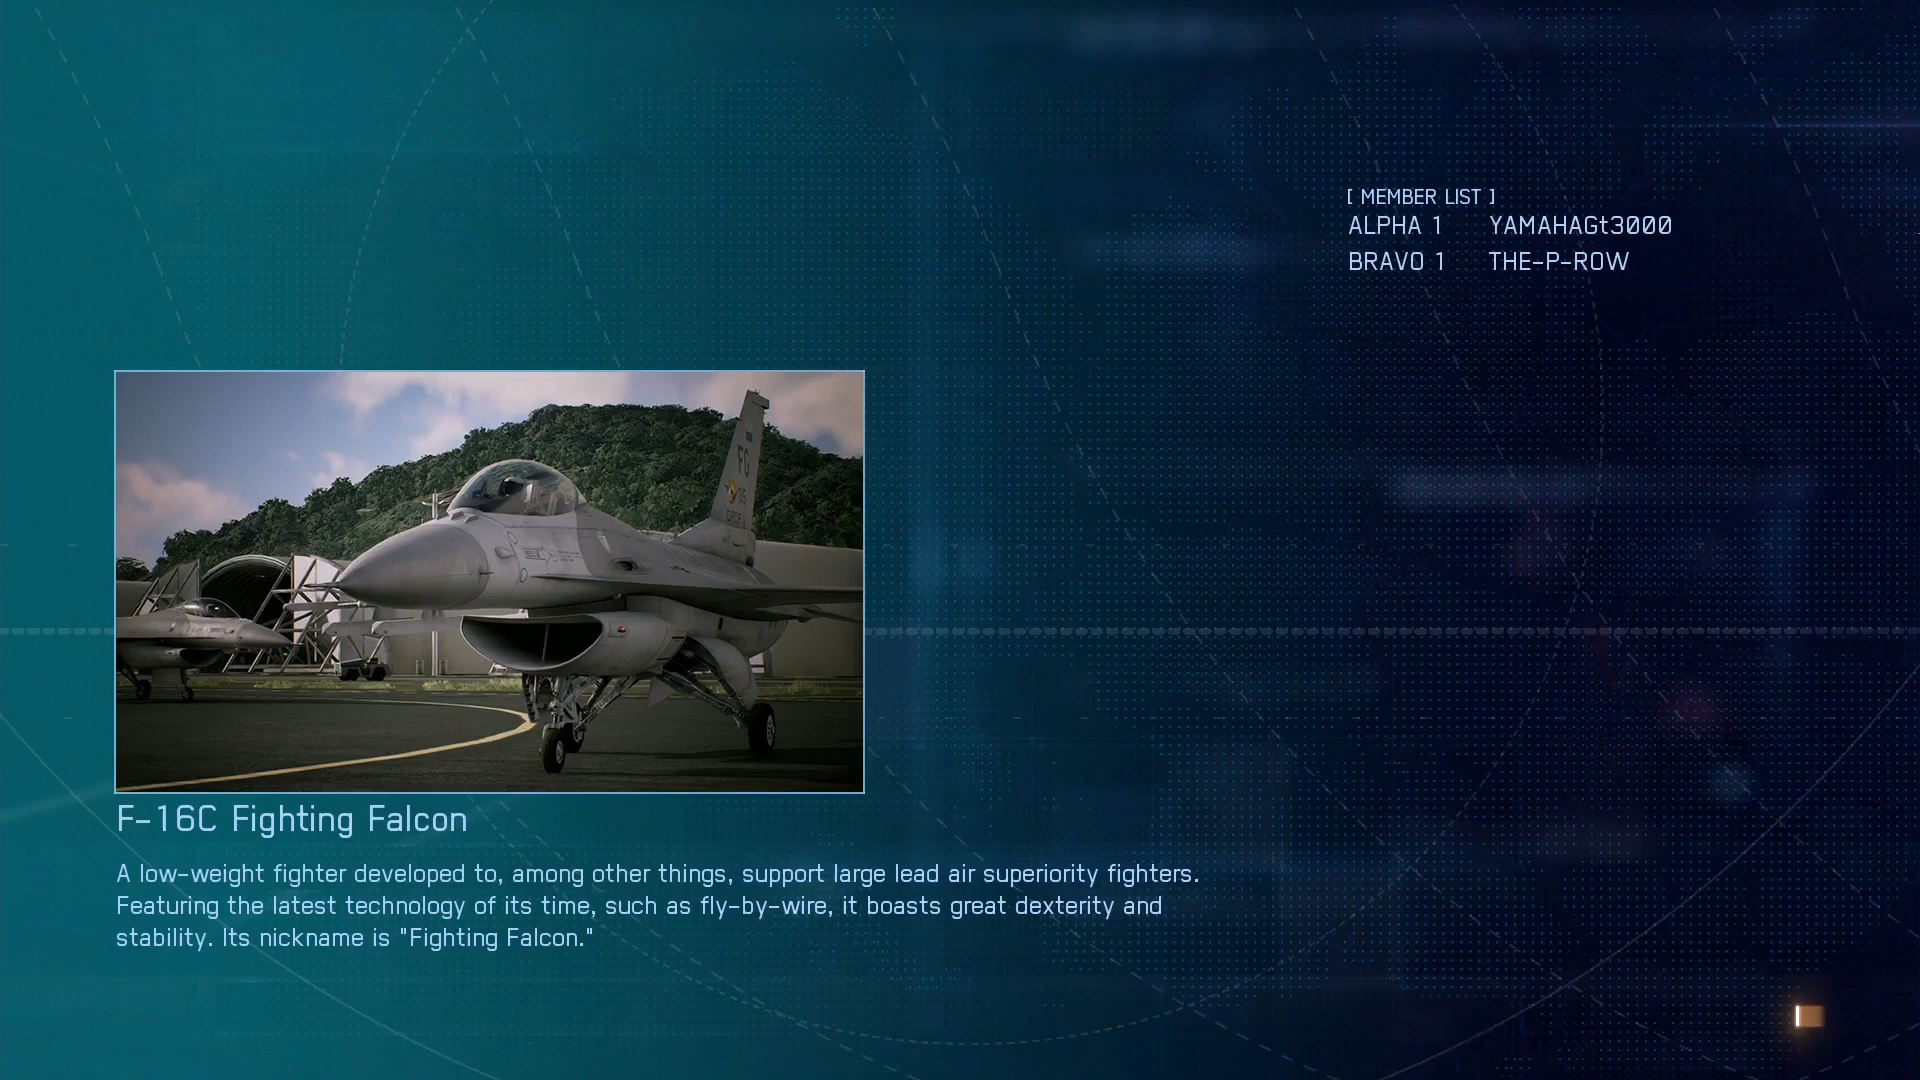 [ MEMBER LIST ]
ALPHA 1 YAMAHAGt3000
BRAVO 1 THE-P-ROW
FG
F-16C Fighting Falcon
A low-weight fighter developed to, among other things, support large lead air superiority fighters.
Featuring the latest technology of its time, such as fly-by-wire, it boasts great dexterity and
stability. Its nickname is "Fighting Falcon."